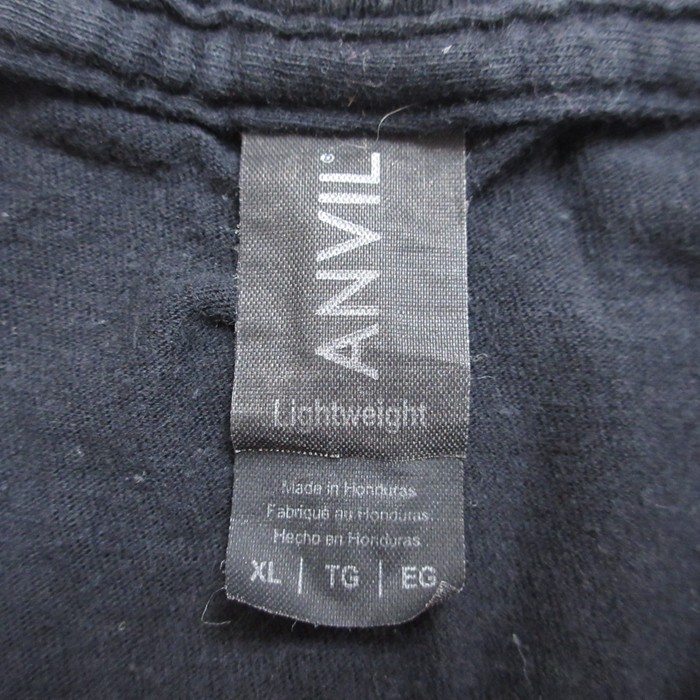 ANVIL®
Lightweight
Made in Honduras
Fabriqué au Honduras
Hecho en Honduras
XL | TG | EG